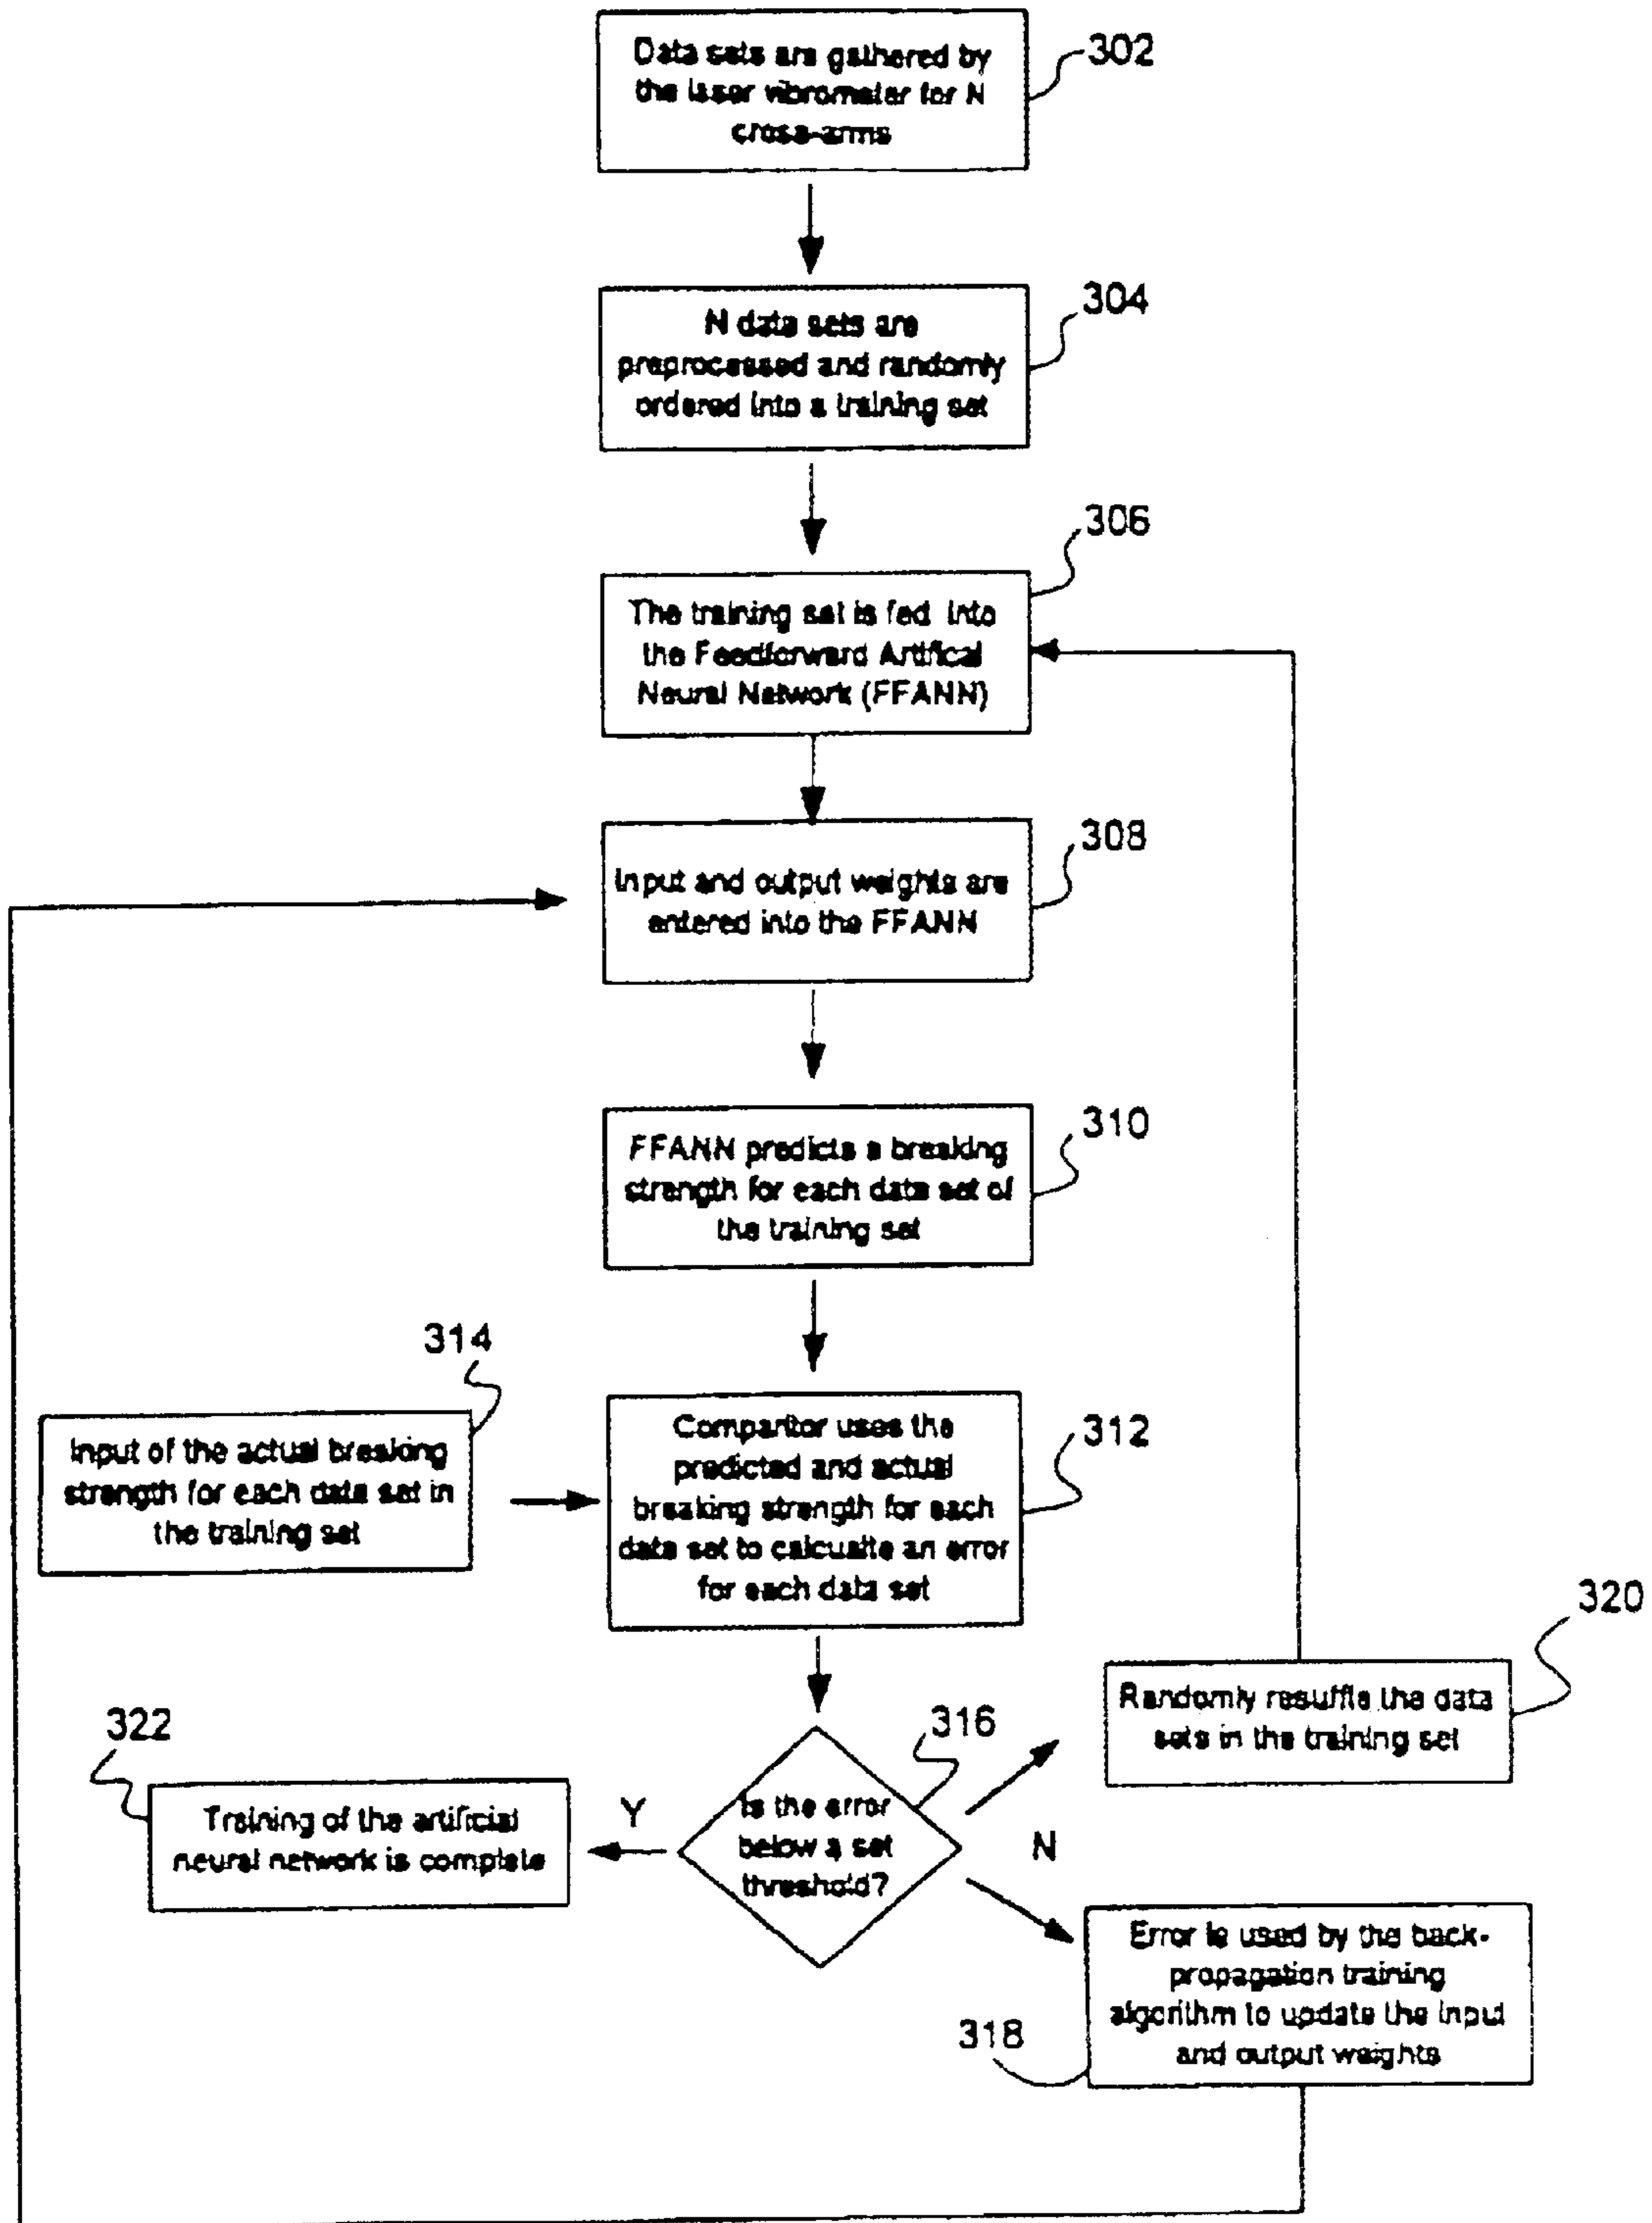 Data sets are gathered by
the laser vibrometer for N
cross-arms
302
N data sets are
preprocessed and randomly
ordered into a training set
304
306
The training set is fed into
the Feedforward Artifical
Neural Network (FFANN)
308
Input and output weights are
entered into the FFANN
310
FFANN predicts a breaking
strength for each data set of
the training set
314
Input of the actual breaking
strength for each data set in
the training set
312
Comparitor uses the
predicted and actual
breaking strength for each
data set to calcualte an error
for each data set
320
Randomly resuffle the data
sets in the training set
322
Training of the artificial
neural network is complete
Y
316
Is the error
below a set
threshold?
N
318
Error is used by the back-
propagation training
algorithm to update the input
and output weights